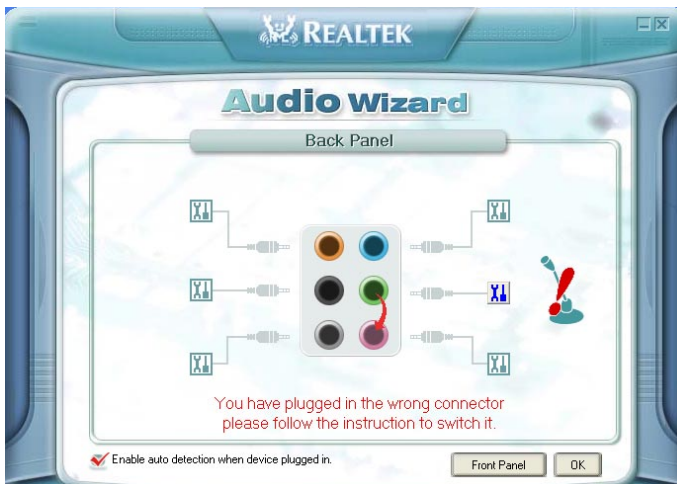 REALTEK
Audio Wizard
Back Panel
You have plugged in the wrong connector
please follow the instruction to switch it.
Enable auto detection when device plugged in.
Front Panel
OK